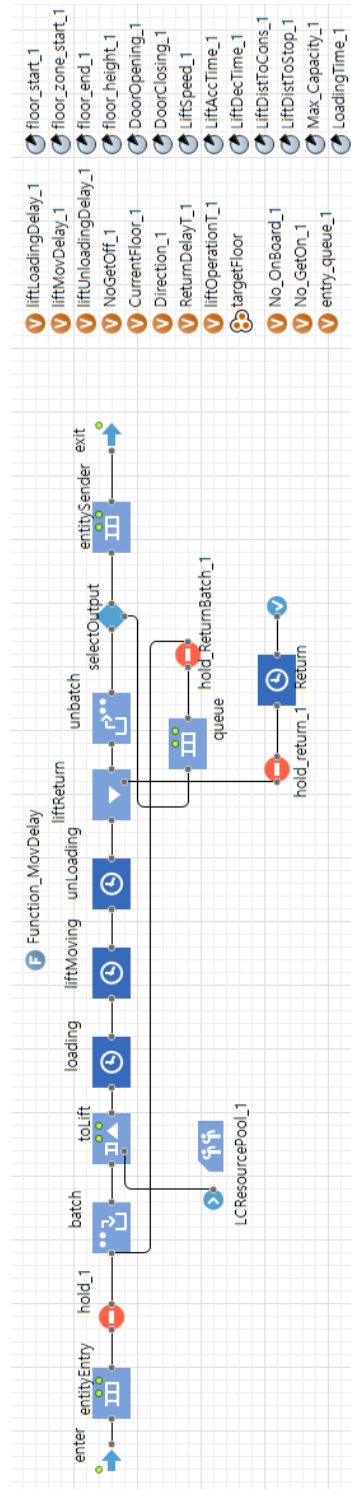 enter
entityEntry
hold_1
batch
toLift
loading
liftMoving
unLoading
liftReturn
unbatch
selectOutput
entitySender
exit
F Function_MovDelay
LCResourcePool_1
queue
hold_ReturnBatch_1
hold_return_1
Return
V liftLoadingDelay_1
V liftMovDelay_1
V liftUnloadingDelay_1
V NoGetOff_1
V CurrentFloor_1
V Direction_1
V ReturnDelayT_1
V liftOperationT_1
targetFloor
V No_OnBoard_1
V No_GetOn_1
V entry_queue_1
floor_start_1
floor_zone_start_1
floor_end_1
floor_height_1
DoorOpening_1
DoorClosing_1
LiftSpeed_1
LiftAccTime_1
LiftDecTime_1
LiftDistToCons_1
LiftDistToStop_1
Max_Capacity_1
LoadingTime_1